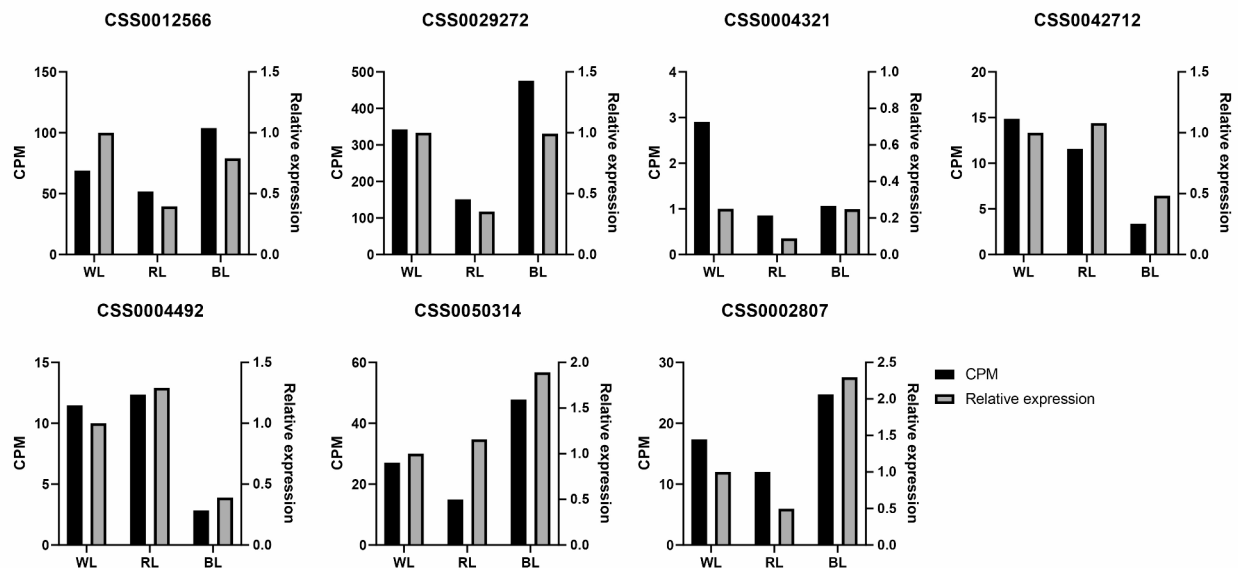 CSS0012566
CPM
150
100
50
0
1.5
1.0
0.5
0.0
Relative expression
WL RL BL
CSS0029272
CPM
500
400
300
200
100
0
1.5
1.0
0.5
0.0
Relative expression
WL RL BL
CSS0004321
CPM
4
3
2
1
0
1.0
0.8
0.6
0.4
0.2
0.0
Relative expression
WL RL BL
CSS0042712
CPM
20
15
10
5
0
1.5
1.0
0.5
0.0
Relative expression
WL RL BL
CSS0004492
CPM
15
10
5
0
1.5
1.0
0.5
0.0
Relative expression
WL RL BL
CSS0050314
CPM
60
40
20
0
2.0
1.5
1.0
0.5
0.0
Relative expression
WL RL BL
CSS0002807
CPM
30
20
10
0
2.5
2.0
1.5
1.0
0.5
0.0
Relative expression
WL RL BL
CPM
Relative expression